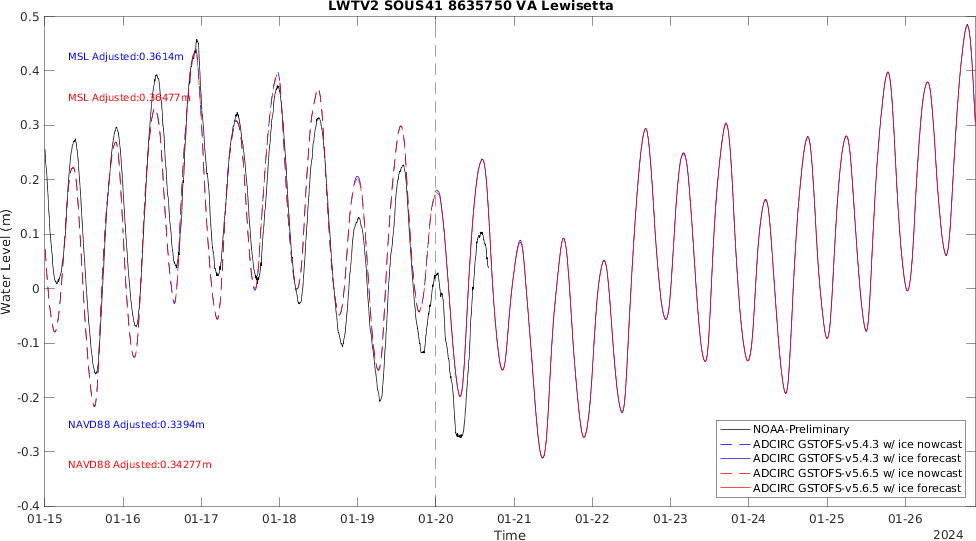 LWTV2 SOUS41 8635750 VA Lewisetta
0.5
0.4
0.3
0.2
0.1
0
-0.1
-0.2
-0.3
-0.4
Water Level (m)
MSL Adjusted:0.3614m
MSL Adjusted:0.36477m
NAVD88 Adjusted:0.3394m
NAVD88 Adjusted:0.34277m
NOAA-Preliminary
ADCIRC GSTOFS-v5.4.3 w/ ice nowcast
ADCIRC GSTOFS-v5.4.3 w/ ice forecast
ADCIRC GSTOFS-v5.6.5 w/ ice nowcast
ADCIRC GSTOFS-v5.6.5 w/ ice forecast
01-15 01-16 01-17 01-18 01-19 01-20 01-21 01-22 01-23 01-24 01-25 01-26
Time
2024